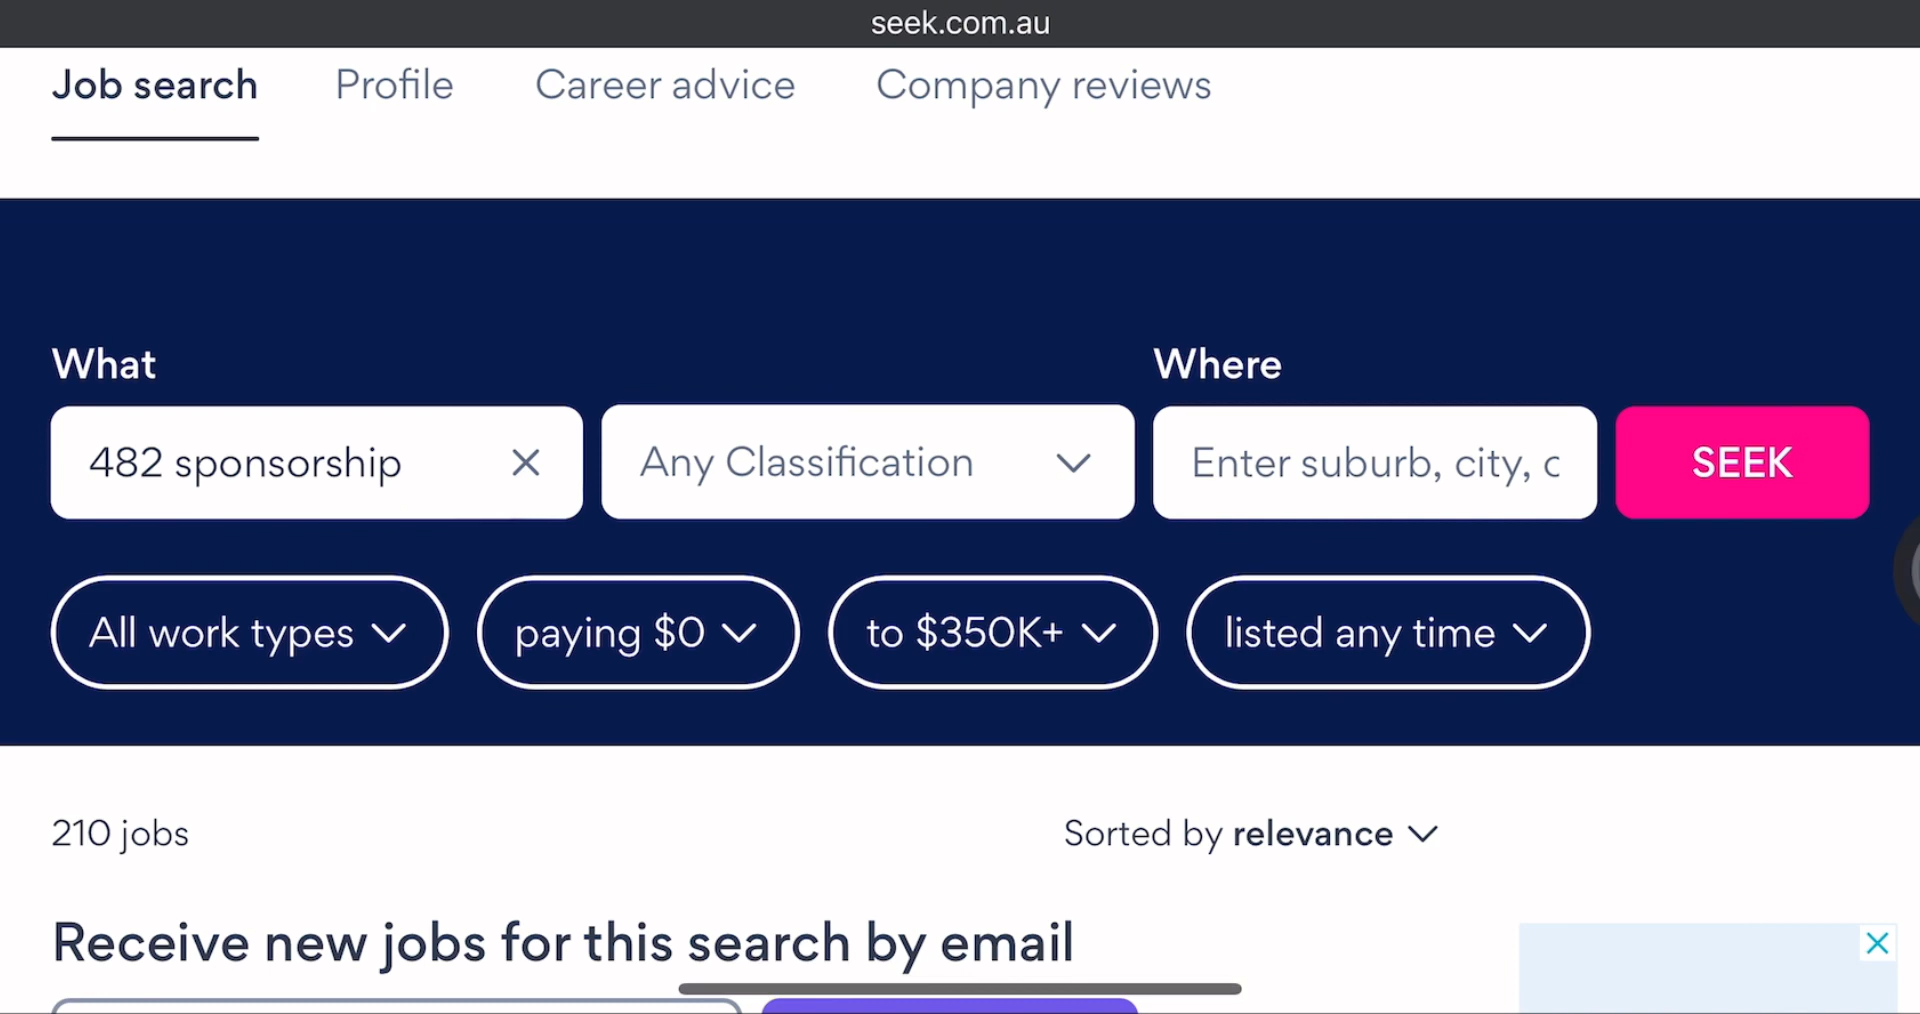 seek.com.au
Job search Profile Career advice Company reviews
What Where
482 sponsorship Any Classification Enter suburb, city, c SEEK
All work types paying $0 to $350K+ listed any time
210 jobs Sorted by relevance
Receive new jobs for this search by email